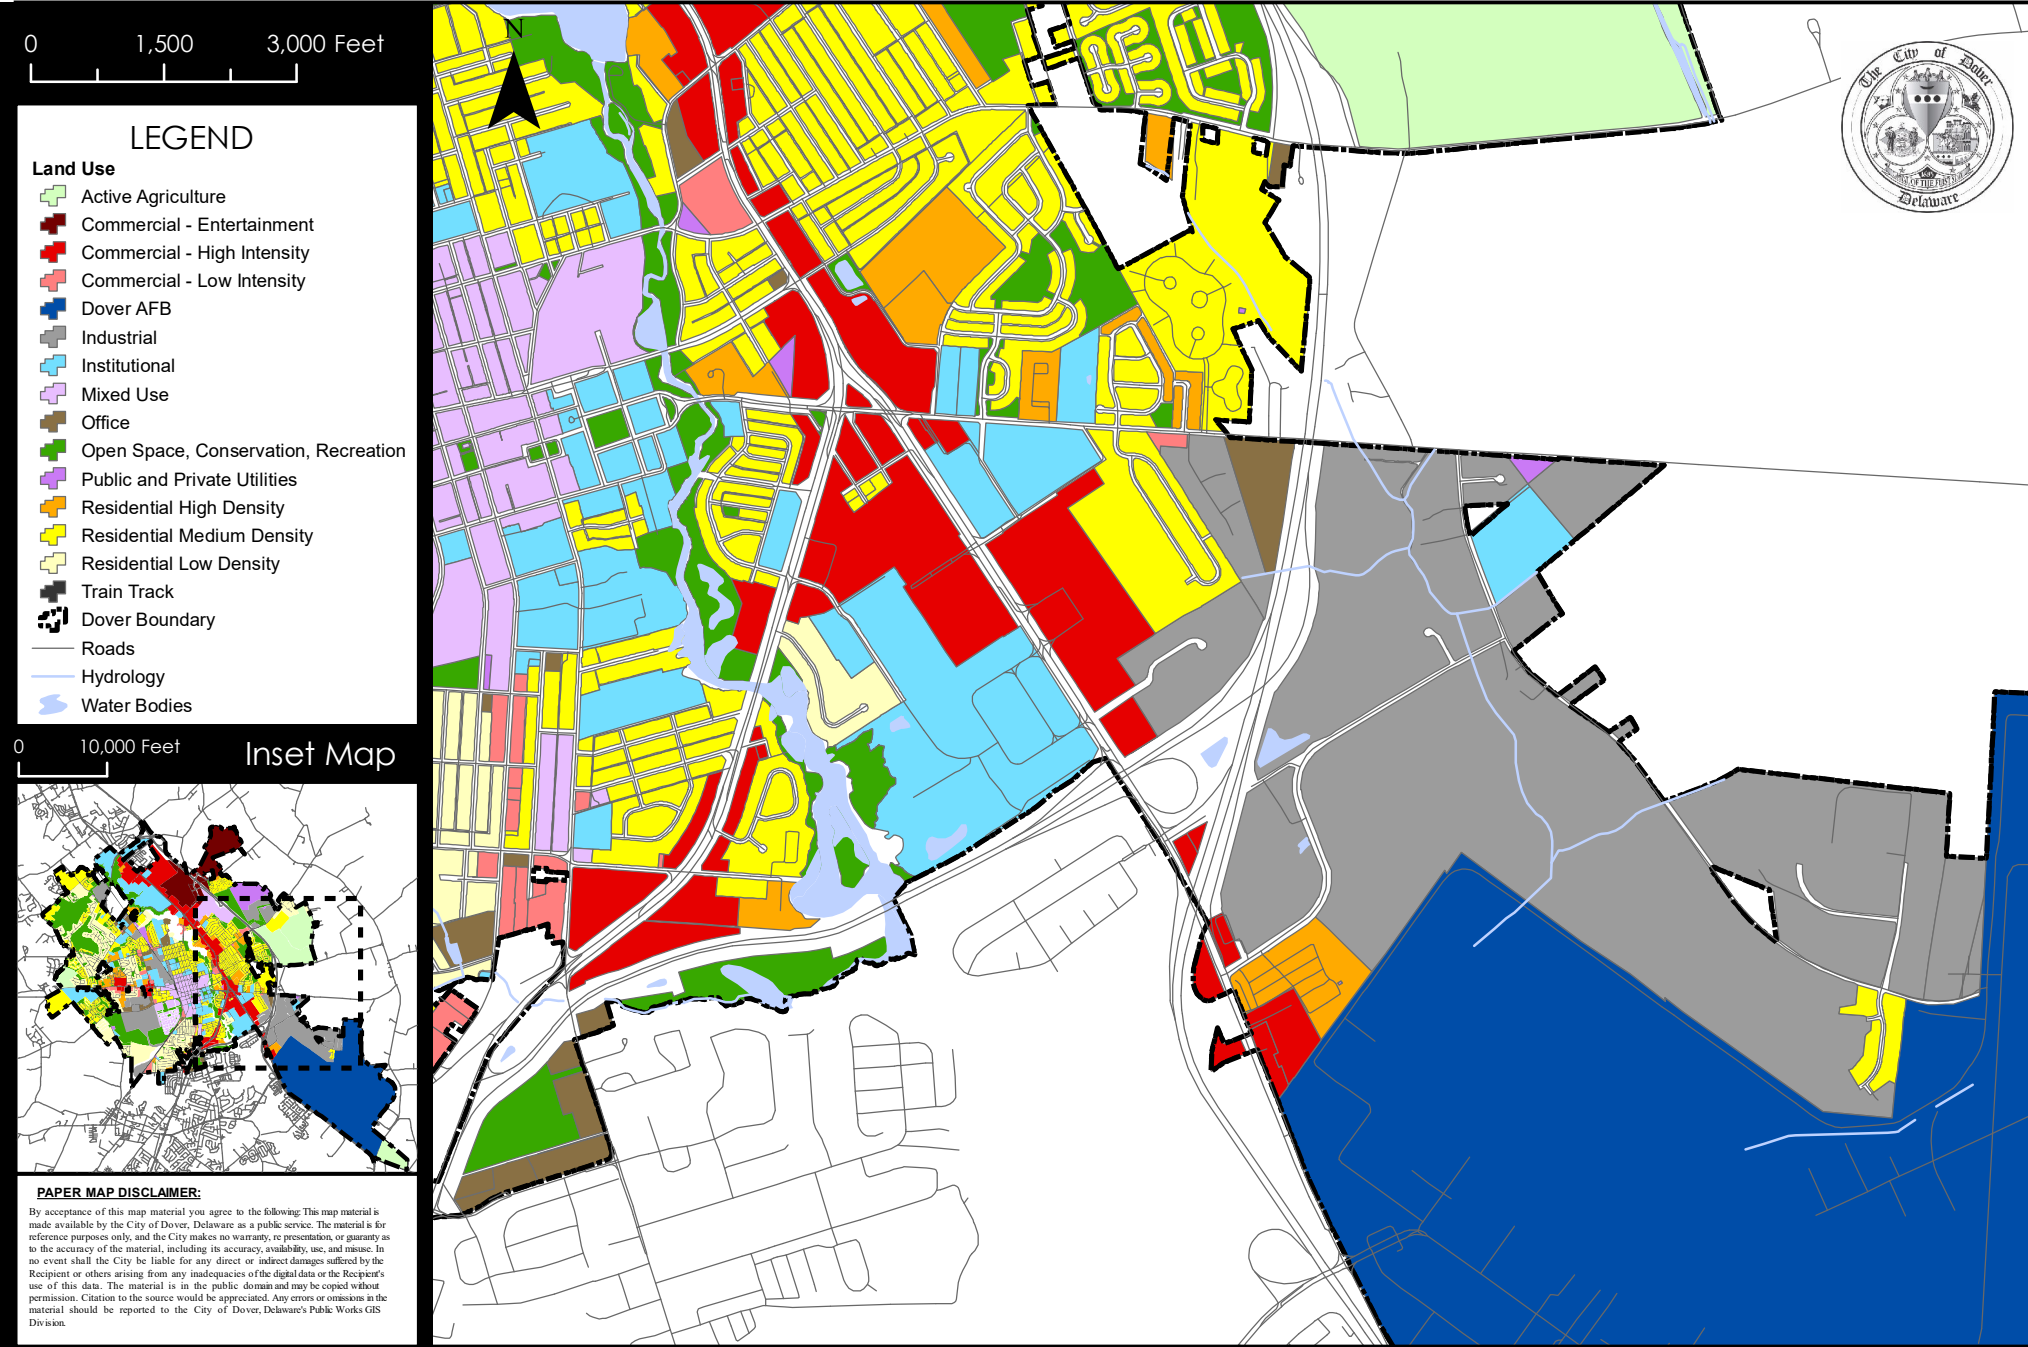 0 1,500 3,000 Feet
LEGEND
Land Use
Active Agriculture
Commercial - Entertainment
Commercial - High Intensity
Commercial - Low Intensity
Dover AFB
Industrial
Institutional
Mixed Use
Office
Open Space, Conservation, Recreation
Public and Private Utilities
Residential High Density
Residential Medium Density
Residential Low Density
Train Track
Dover Boundary
Roads
Hydrology
Water Bodies
0 10,000 Feet
Inset Map
PAPER MAP DISCLAIMER:
By acceptance of this map material you agree to the following: This map material is
made available by the City of Dover, Delaware as a public service. The material is for
reference purposes only, and the City makes no warranty, re presentation, or guaranty as
to the accuracy of the material, including its accuracy, availability, use, and misuse. In
no event shall the City be liable for any direct or indirect damages suffered by the
Recipient or others arising from any inadequacies of the digital data or the Recipient's
use of this data. The material is in the public domain and may be copied without
permission. Citation to the source would be appreciated. Any errors or omissions in the
material should be reported to the City of Dover, Delaware's Public Works GIS
Division.
N
The City of Dover
Delaware